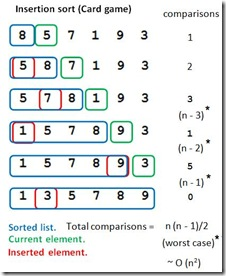 Insertion sort (Card game) comparisons
8 5 7 1 9 3 1
5 8 7 1 9 3 2
5 7 8 1 9 3 3
(n - 3) *
1 5 7 8 9 3 1
(n - 2) *
1 5 7 8 9 3 5
(n - 1) *
1 3 5 7 8 9 0
Sorted list. Total comparisons = n (n - 1)/2
Current element. (worst case) *
Inserted element. ~ O (n²)